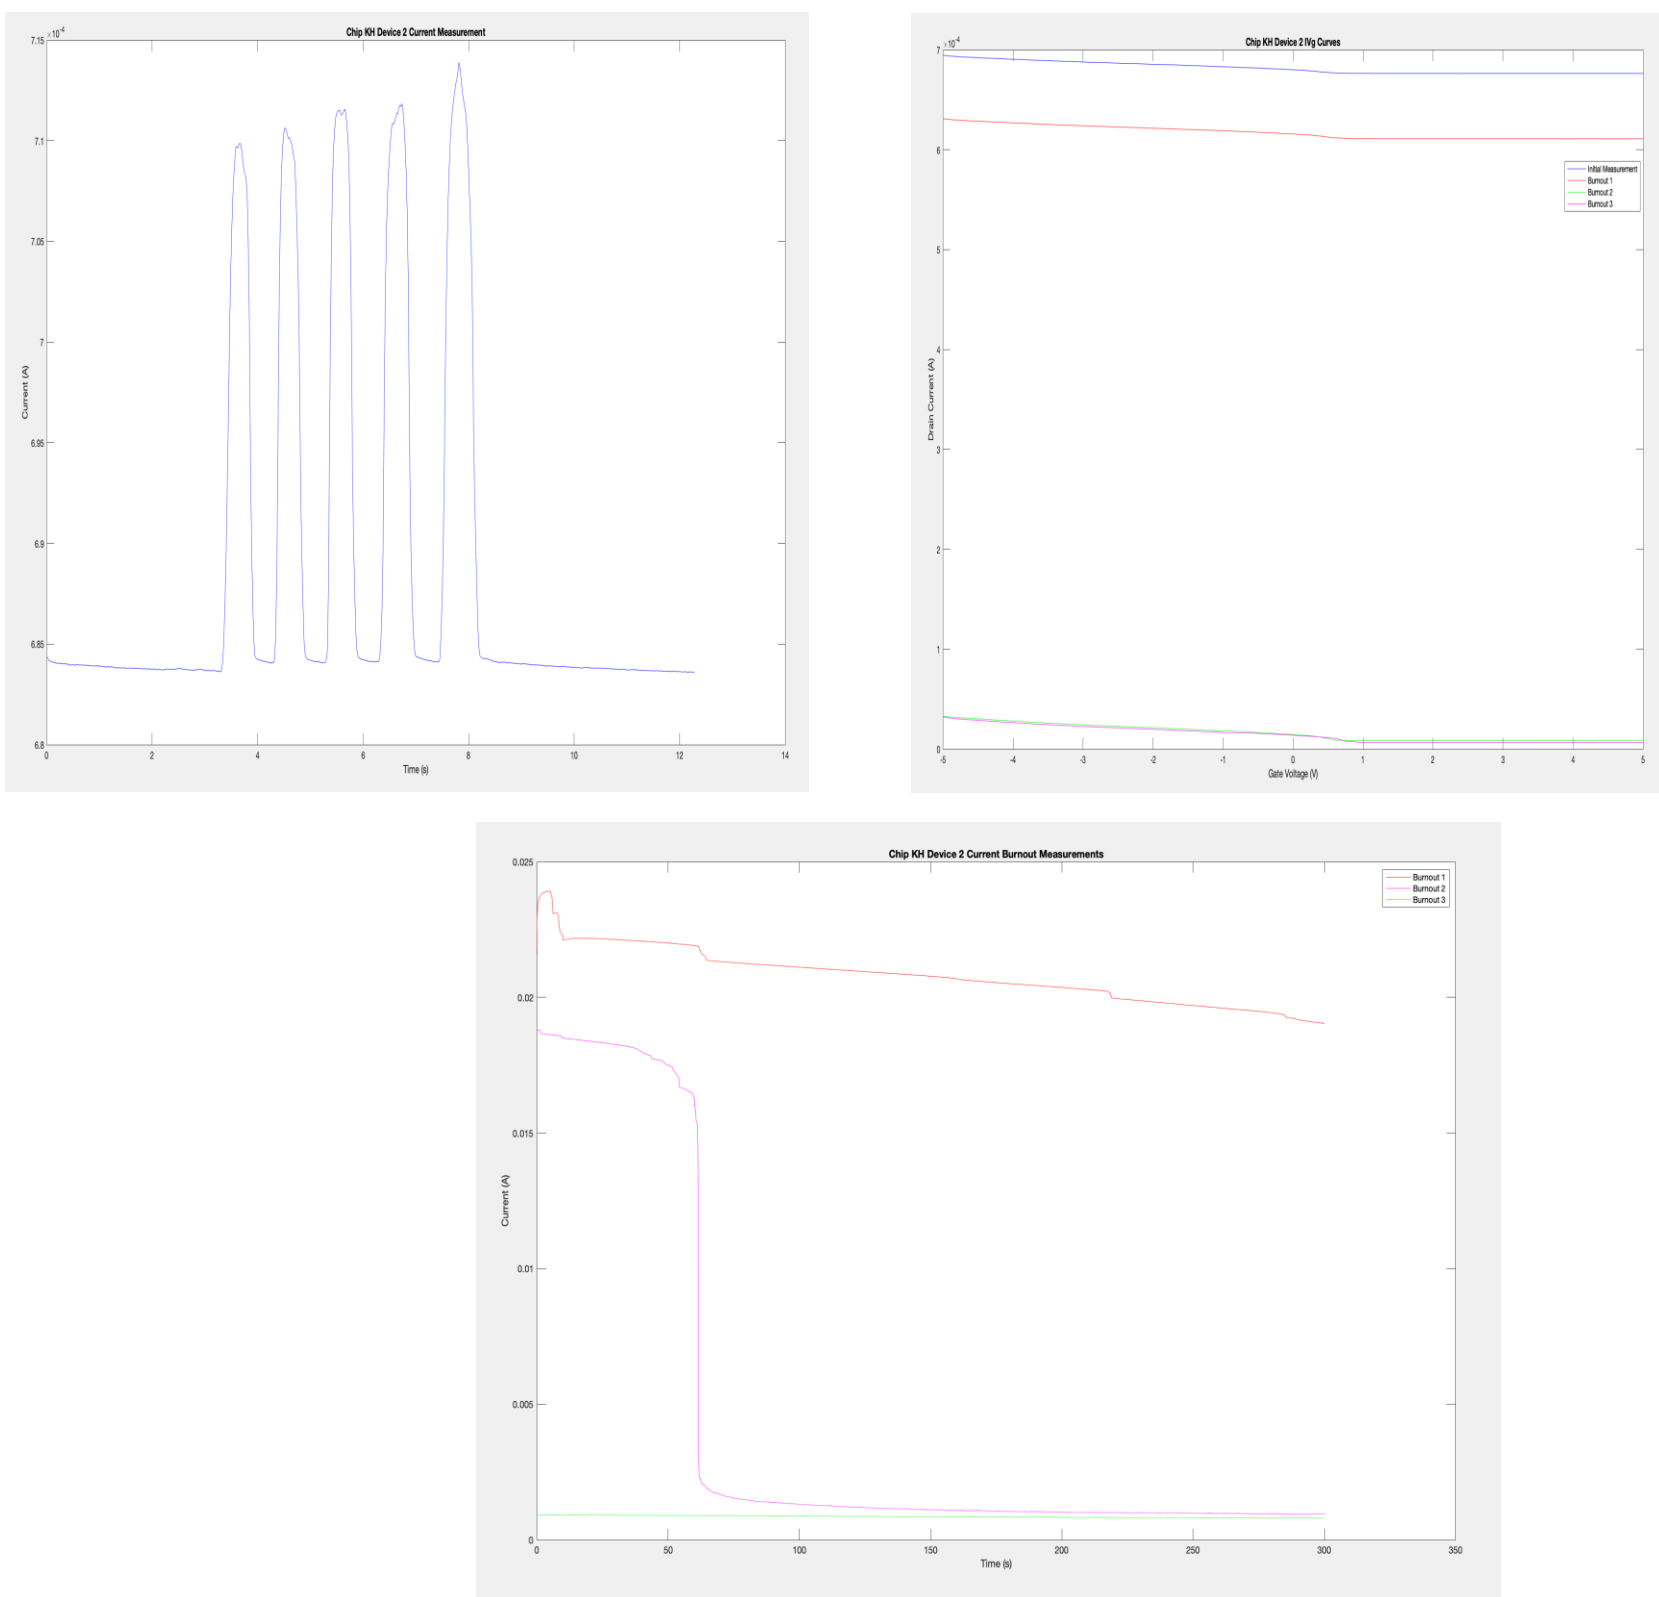 Chip KH Device 2 Current Measurement
×10⁻⁴
7.15
7.1
7.05
7
6.95
6.9
6.85
6.8
Current (A)
0 2 4 6 8 10 12 14
Time (s)
Chip KH Device 2 IVg Curves
×10⁻⁴
7
6
5
4
3
2
1
0
Drain Current (A)
Initial Measurement
Burnout 1
Burnout 2
Burnout 3
-5 -4 -3 -2 -1 0 1 2 3 4 5
Gate Voltage (V)
Chip KH Device 2 Current Burnout Measurements
0.025
0.02
0.015
0.01
0.005
0
Current (A)
Burnout 1
Burnout 2
Burnout 3
0 50 100 150 200 250 300 350
Time (s)